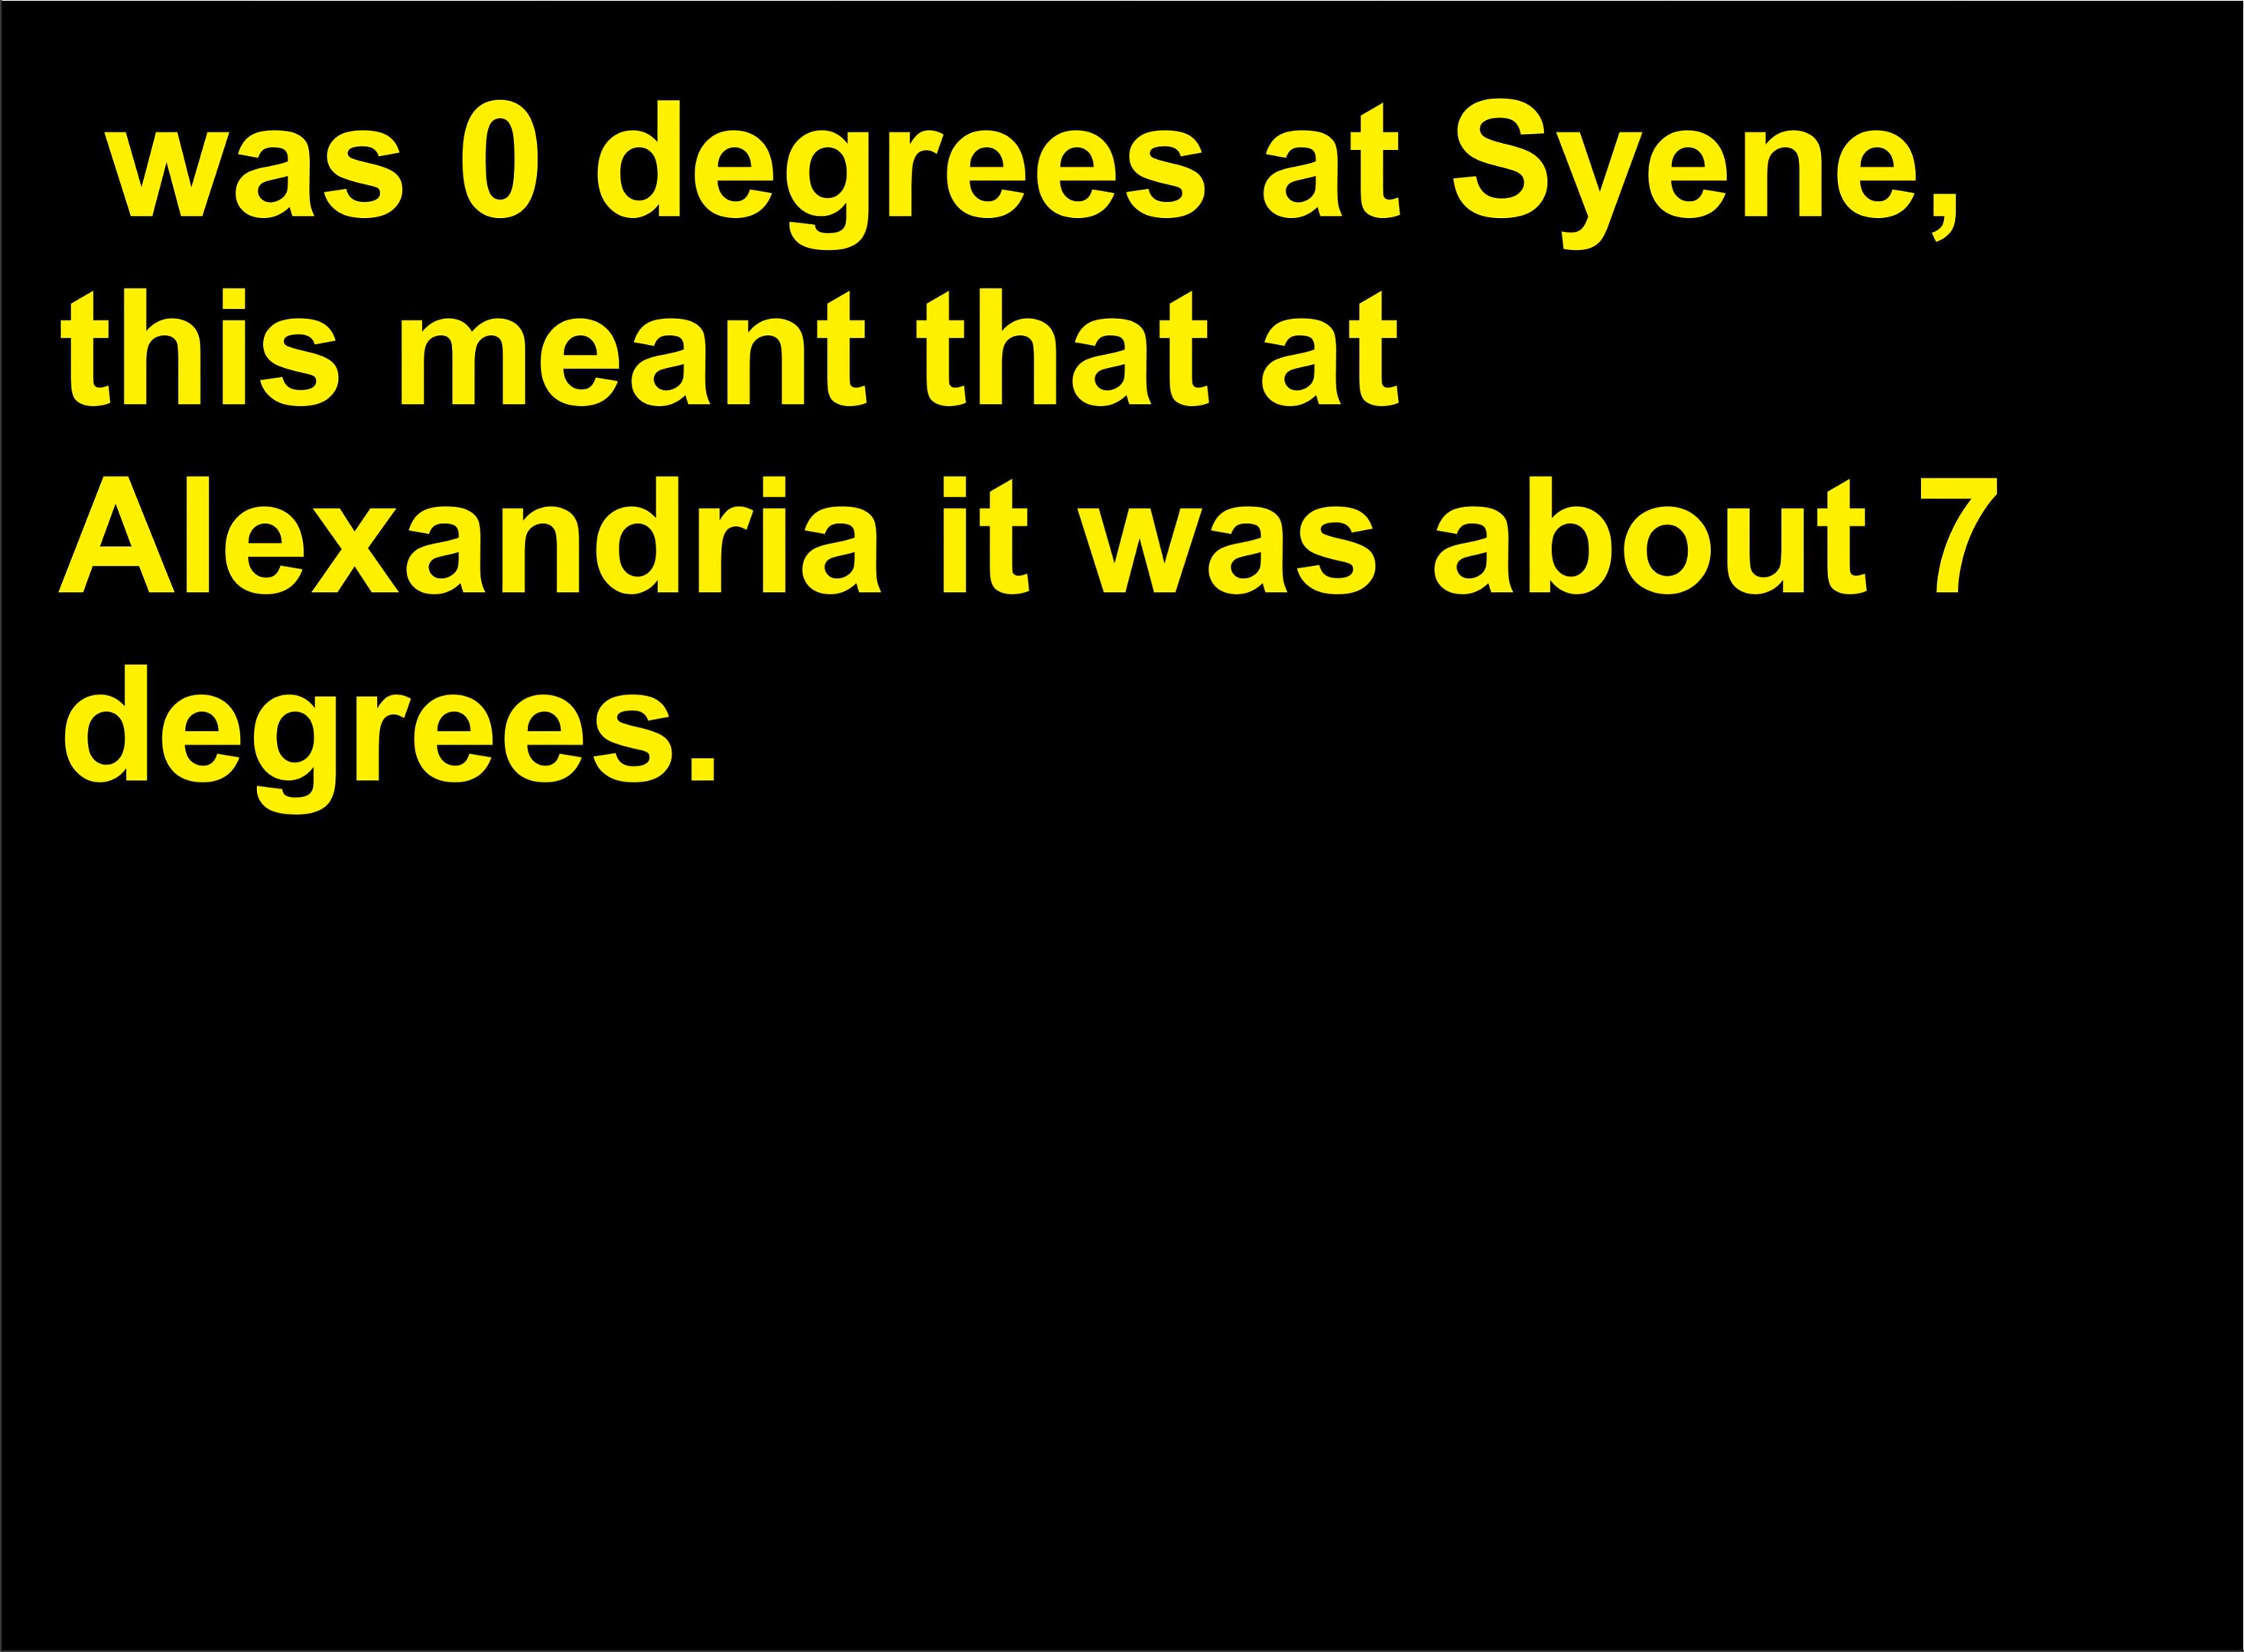 was 0 degrees at Syene,
this meant that at
Alexandria it was about 7
degrees.